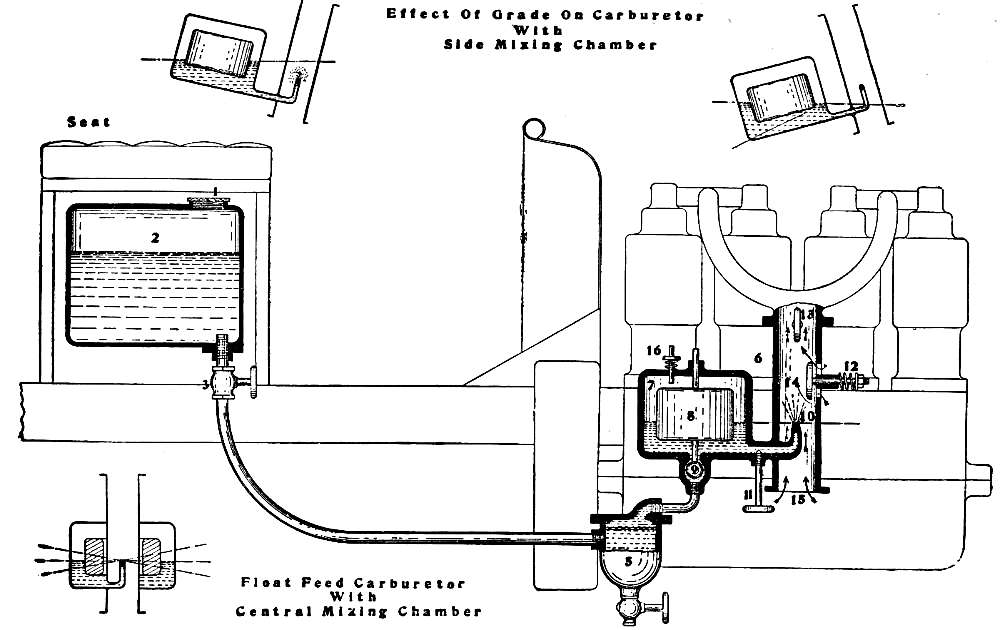 Effect Of Grade On Carburetor
With
Side Mixing Chamber
Seat
1
2
3
16
7
8
6
13
12
14
10
9
11
15
5
Float Feed Carburetor
With
Central Mixing Chamber